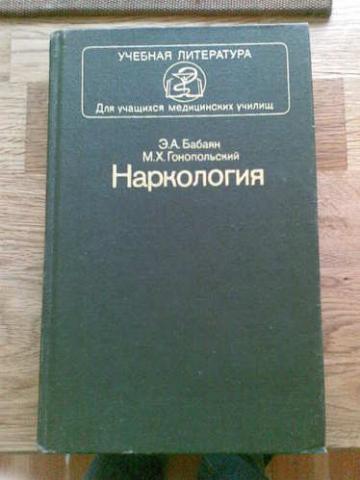 УЧЕБНАЯ ЛИТЕРАТУРА
Для учащихся медицинских училищ
Э.А. Бабаян
М.Х. Гонопольский
Наркология